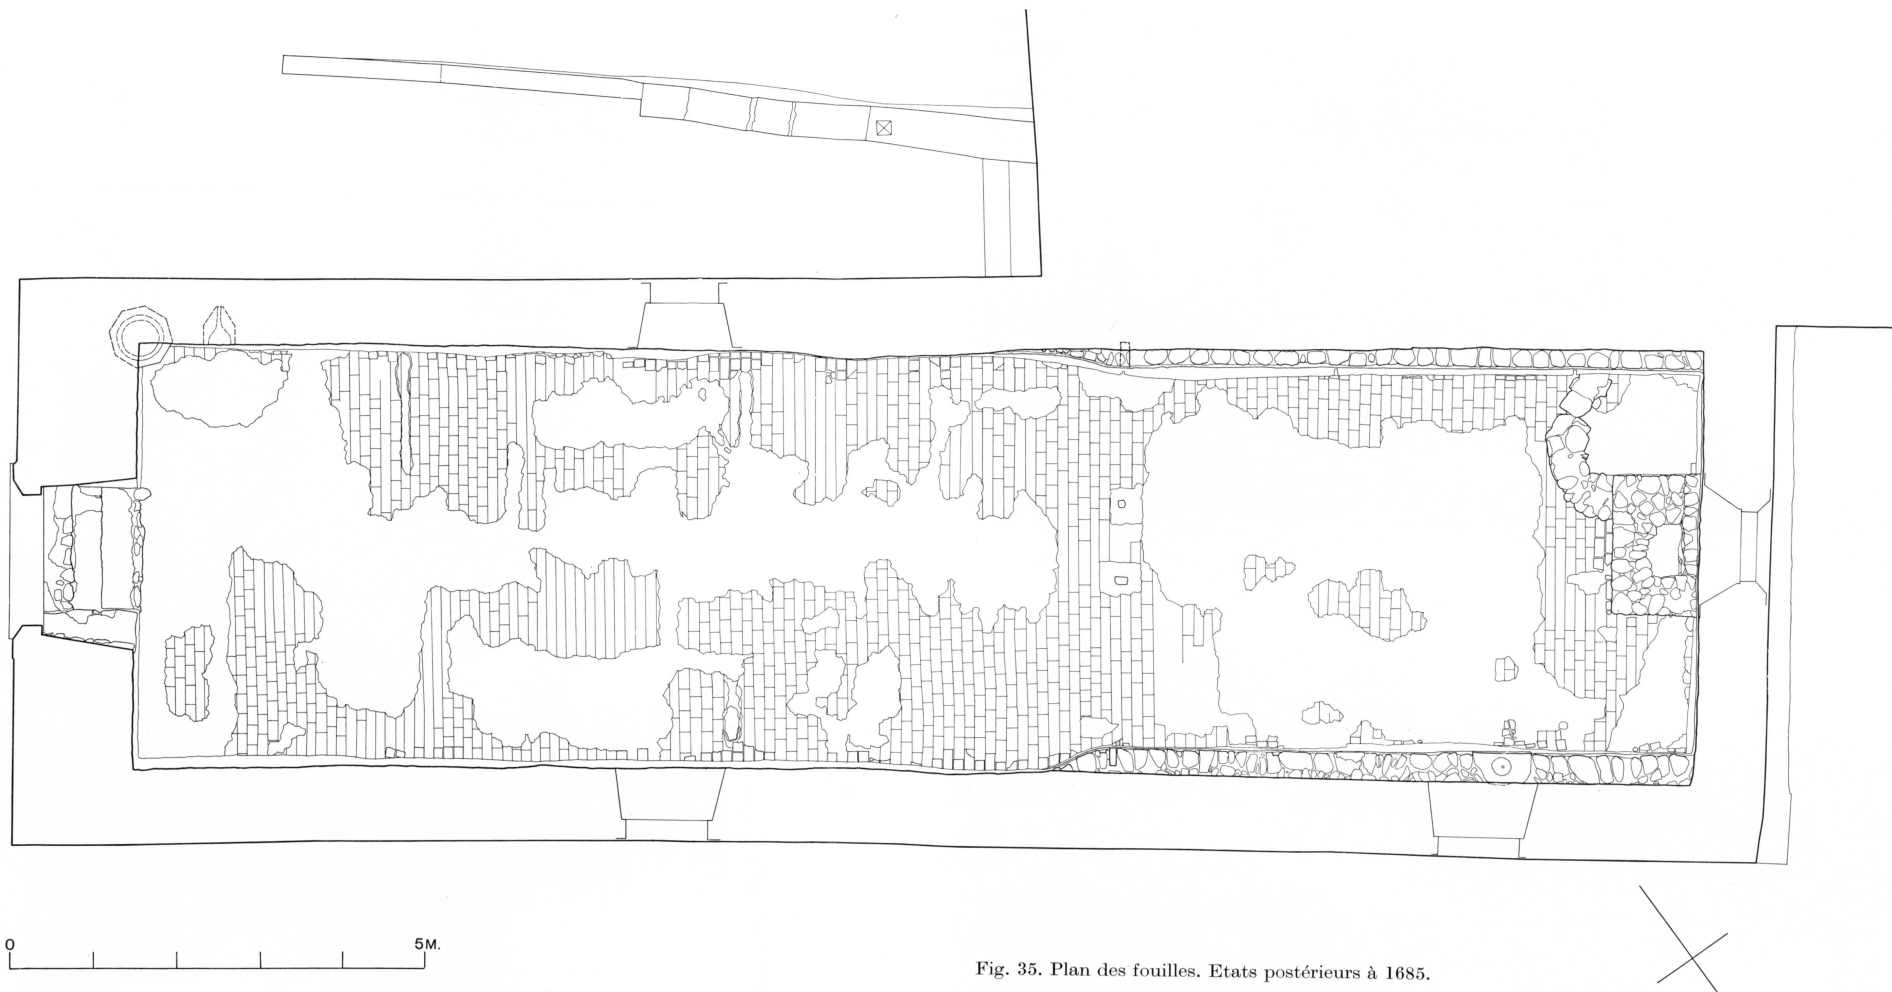 0 5M.
Fig. 35. Plan des fouilles. Etats postérieurs à 1685.